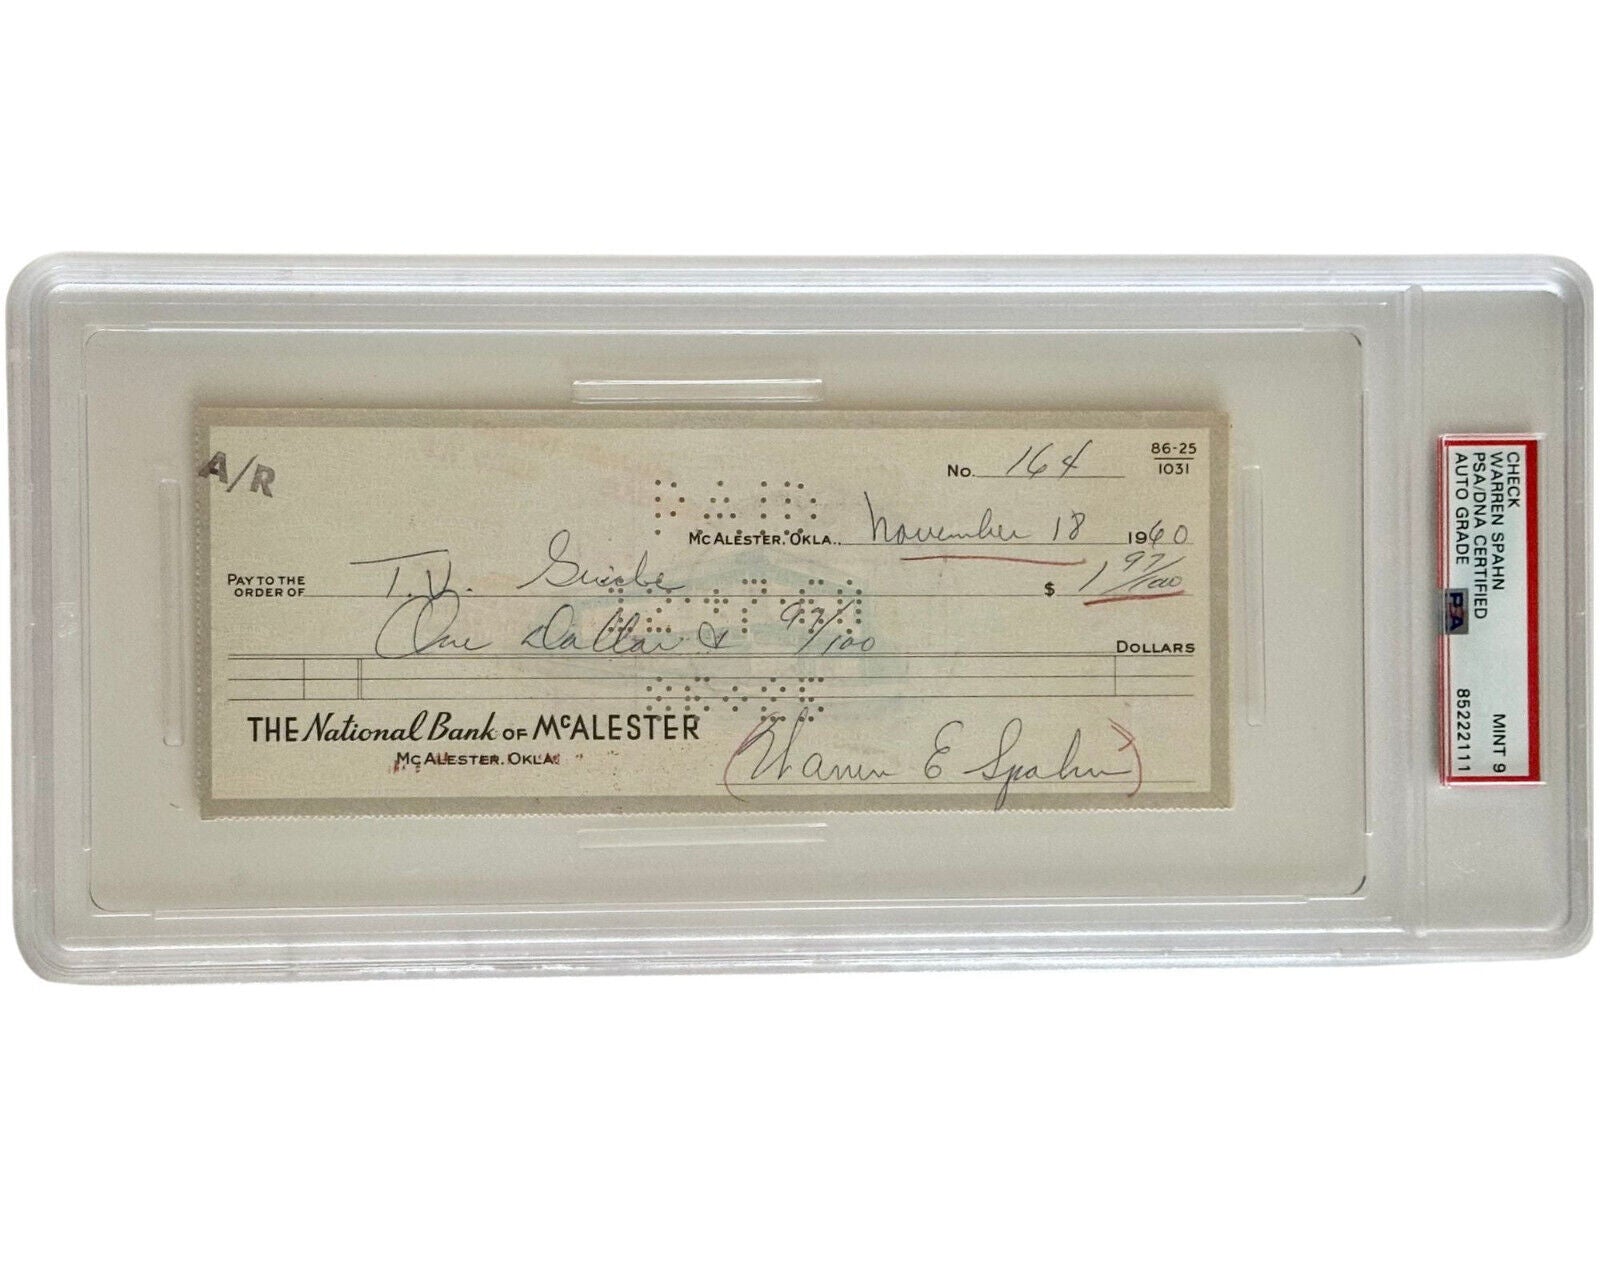 A/R
No. 164
86-25
1031
PAID
McAlester, Okla., November 18 1960
PAY TO THE ORDER OF T.V. Guide $ 1 97/100
One Dollar & 97/100 DOLLARS
THE National Bank OF McALESTER
McAlester, Okla.
Warren E Spahn
CHECK
WARREN SPAHN
PSA/DNA CERTIFIED
AUTO GRADE
MINT 9
85222111
PSA